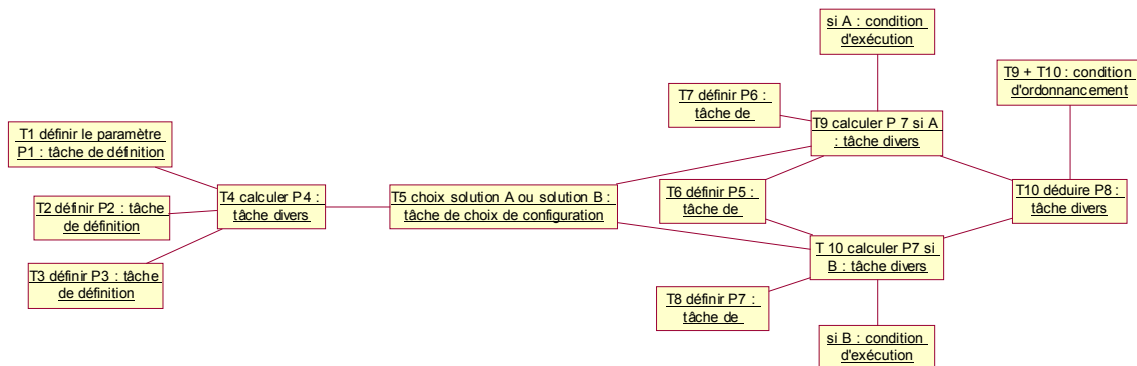 si A : condition
d'exécution
T9 + T10 : condition
d'ordonnancement
T7 définir P6 :
tâche de
T9 calculer P 7 si A
: tâche divers
T1 définir le paramètre
P1 : tâche de définition
T4 calculer P4 :
tâche divers
T5 choix solution A ou solution B :
tâche de choix de configuration
T6 définir P5 :
tâche de
T10 déduire P8 :
tâche divers
T2 définir P2 : tâche
de définition
T 10 calculer P7 si
B : tâche divers
T3 définir P3 : tâche
de définition
T8 définir P7 :
tâche de
si B : condition
d'exécution